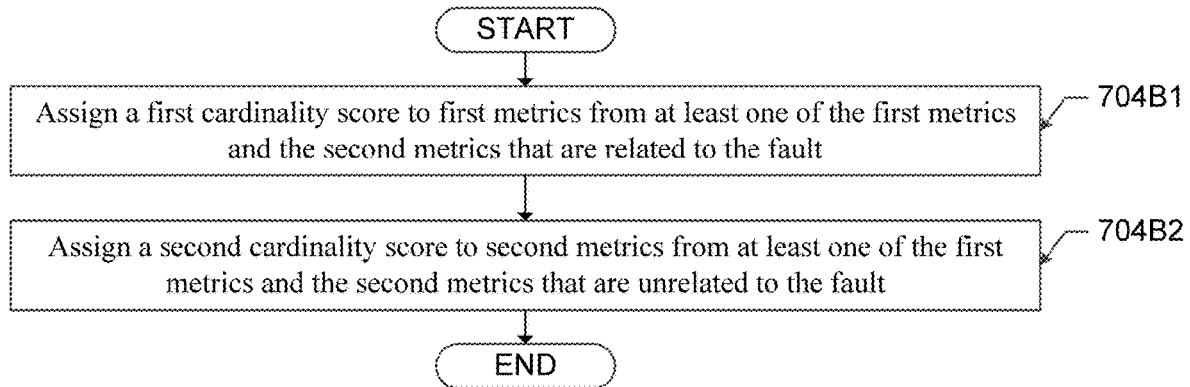 START
Assign a first cardinality score to first metrics from at least one of the first metrics
and the second metrics that are related to the fault
704B1
Assign a second cardinality score to second metrics from at least one of the first
metrics and the second metrics that are unrelated to the fault
704B2
END